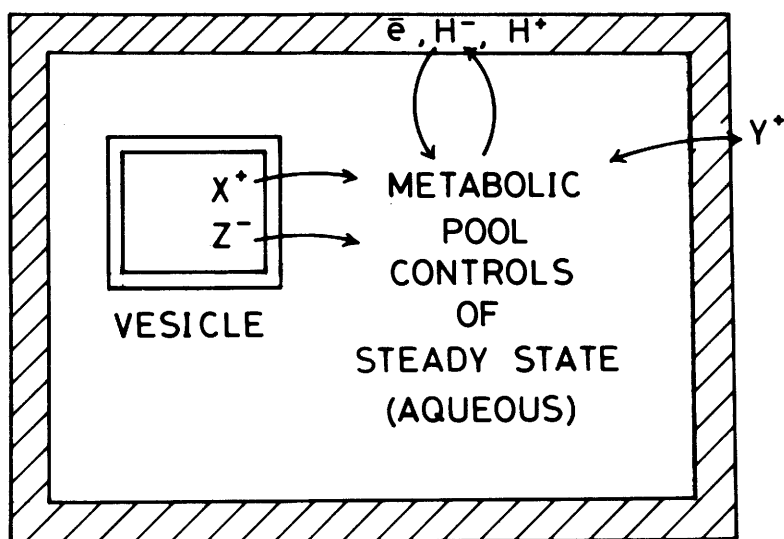 ē, H⁻, H⁺
Y⁺
X⁺
Z⁻
VESICLE
METABOLIC
POOL
CONTROLS
OF
STEADY STATE
(AQUEOUS)